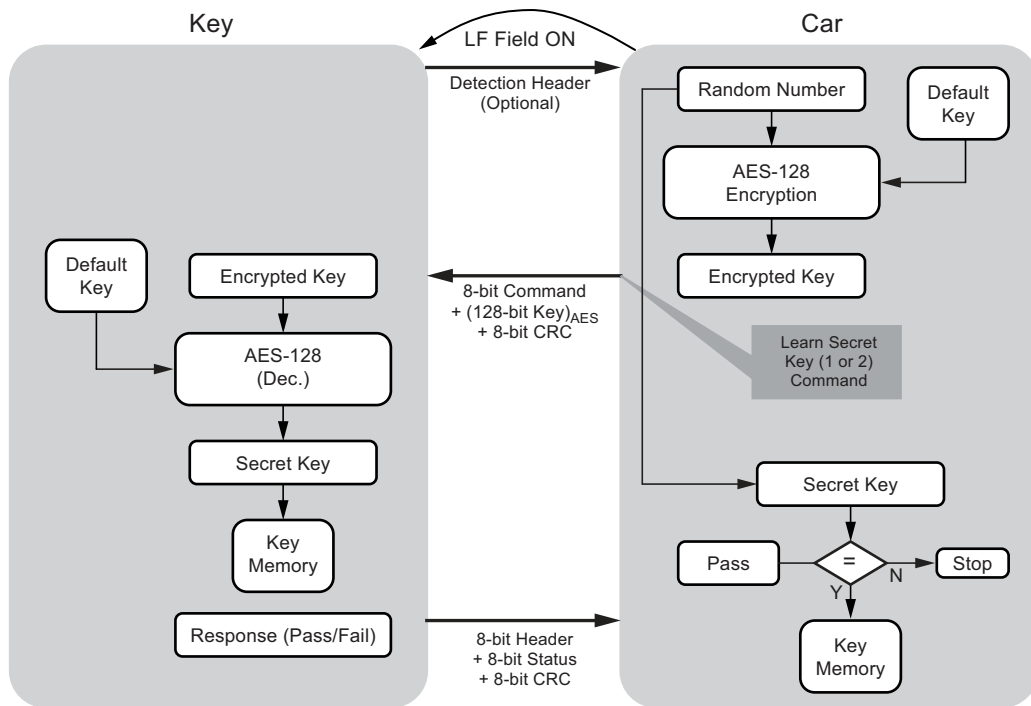 Key
LF Field ON
Car
Detection Header
(Optional)
Random Number
Default
Key
AES-128
Encryption
Encrypted Key
Default
Key
Encrypted Key
8-bit Command
+ (128-bit Key)AES
+ 8-bit CRC
Learn Secret
Key (1 or 2)
Command
AES-128
(Dec.)
Secret Key
Secret Key
Key
Memory
Pass
=
N
Stop
Y
Response (Pass/Fail)
8-bit Header
+ 8-bit Status
+ 8-bit CRC
Key
Memory